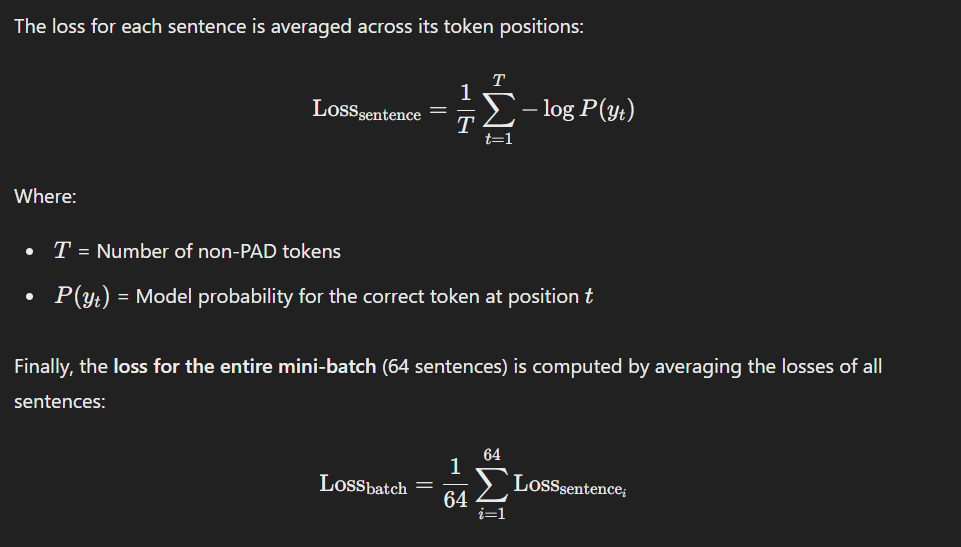 The loss for each sentence is averaged across its token positions:
Loss_sentence = 1/T ∑_{t=1}^{T} − log P(y_t)
Where:
• T = Number of non-PAD tokens
• P(y_t) = Model probability for the correct token at position t
Finally, the loss for the entire mini-batch (64 sentences) is computed by averaging the losses of all
sentences:
Loss_batch = 1/64 ∑_{i=1}^{64} Loss_{sentence_i}